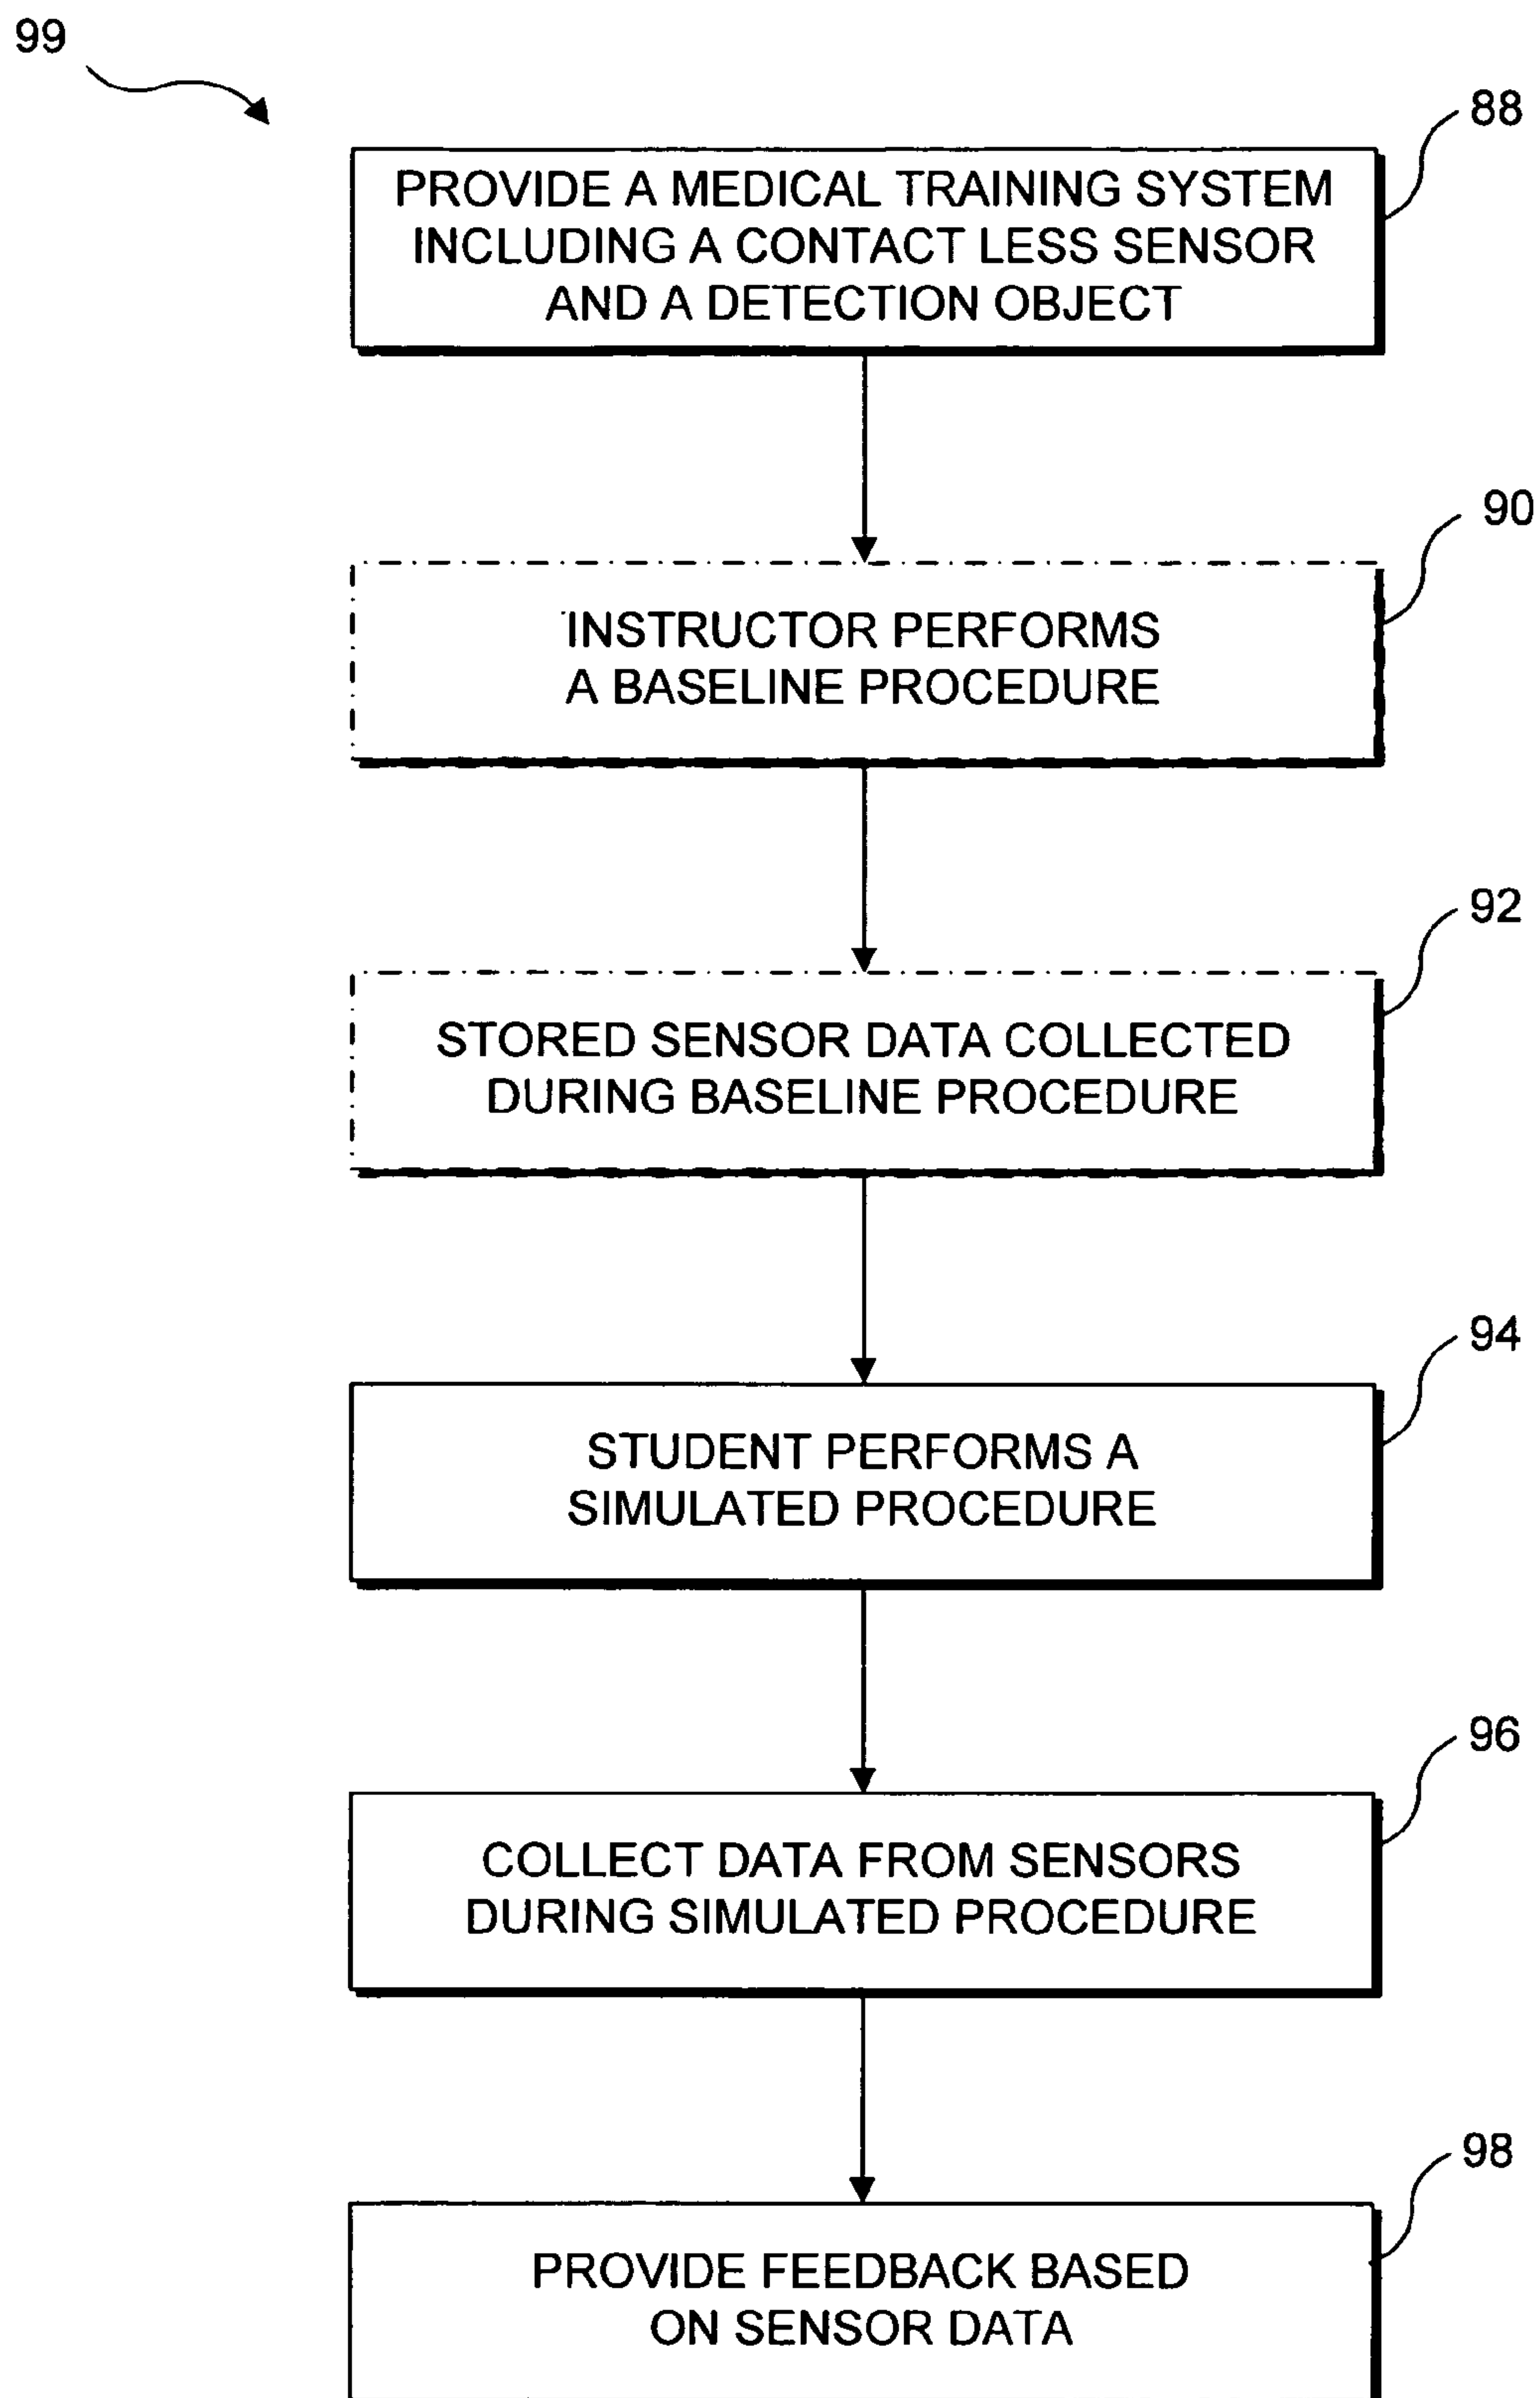 99
88
PROVIDE A MEDICAL TRAINING SYSTEM
INCLUDING A CONTACT LESS SENSOR
AND A DETECTION OBJECT
90
INSTRUCTOR PERFORMS
A BASELINE PROCEDURE
92
STORED SENSOR DATA COLLECTED
DURING BASELINE PROCEDURE
94
STUDENT PERFORMS A
SIMULATED PROCEDURE
96
COLLECT DATA FROM SENSORS
DURING SIMULATED PROCEDURE
98
PROVIDE FEEDBACK BASED
ON SENSOR DATA